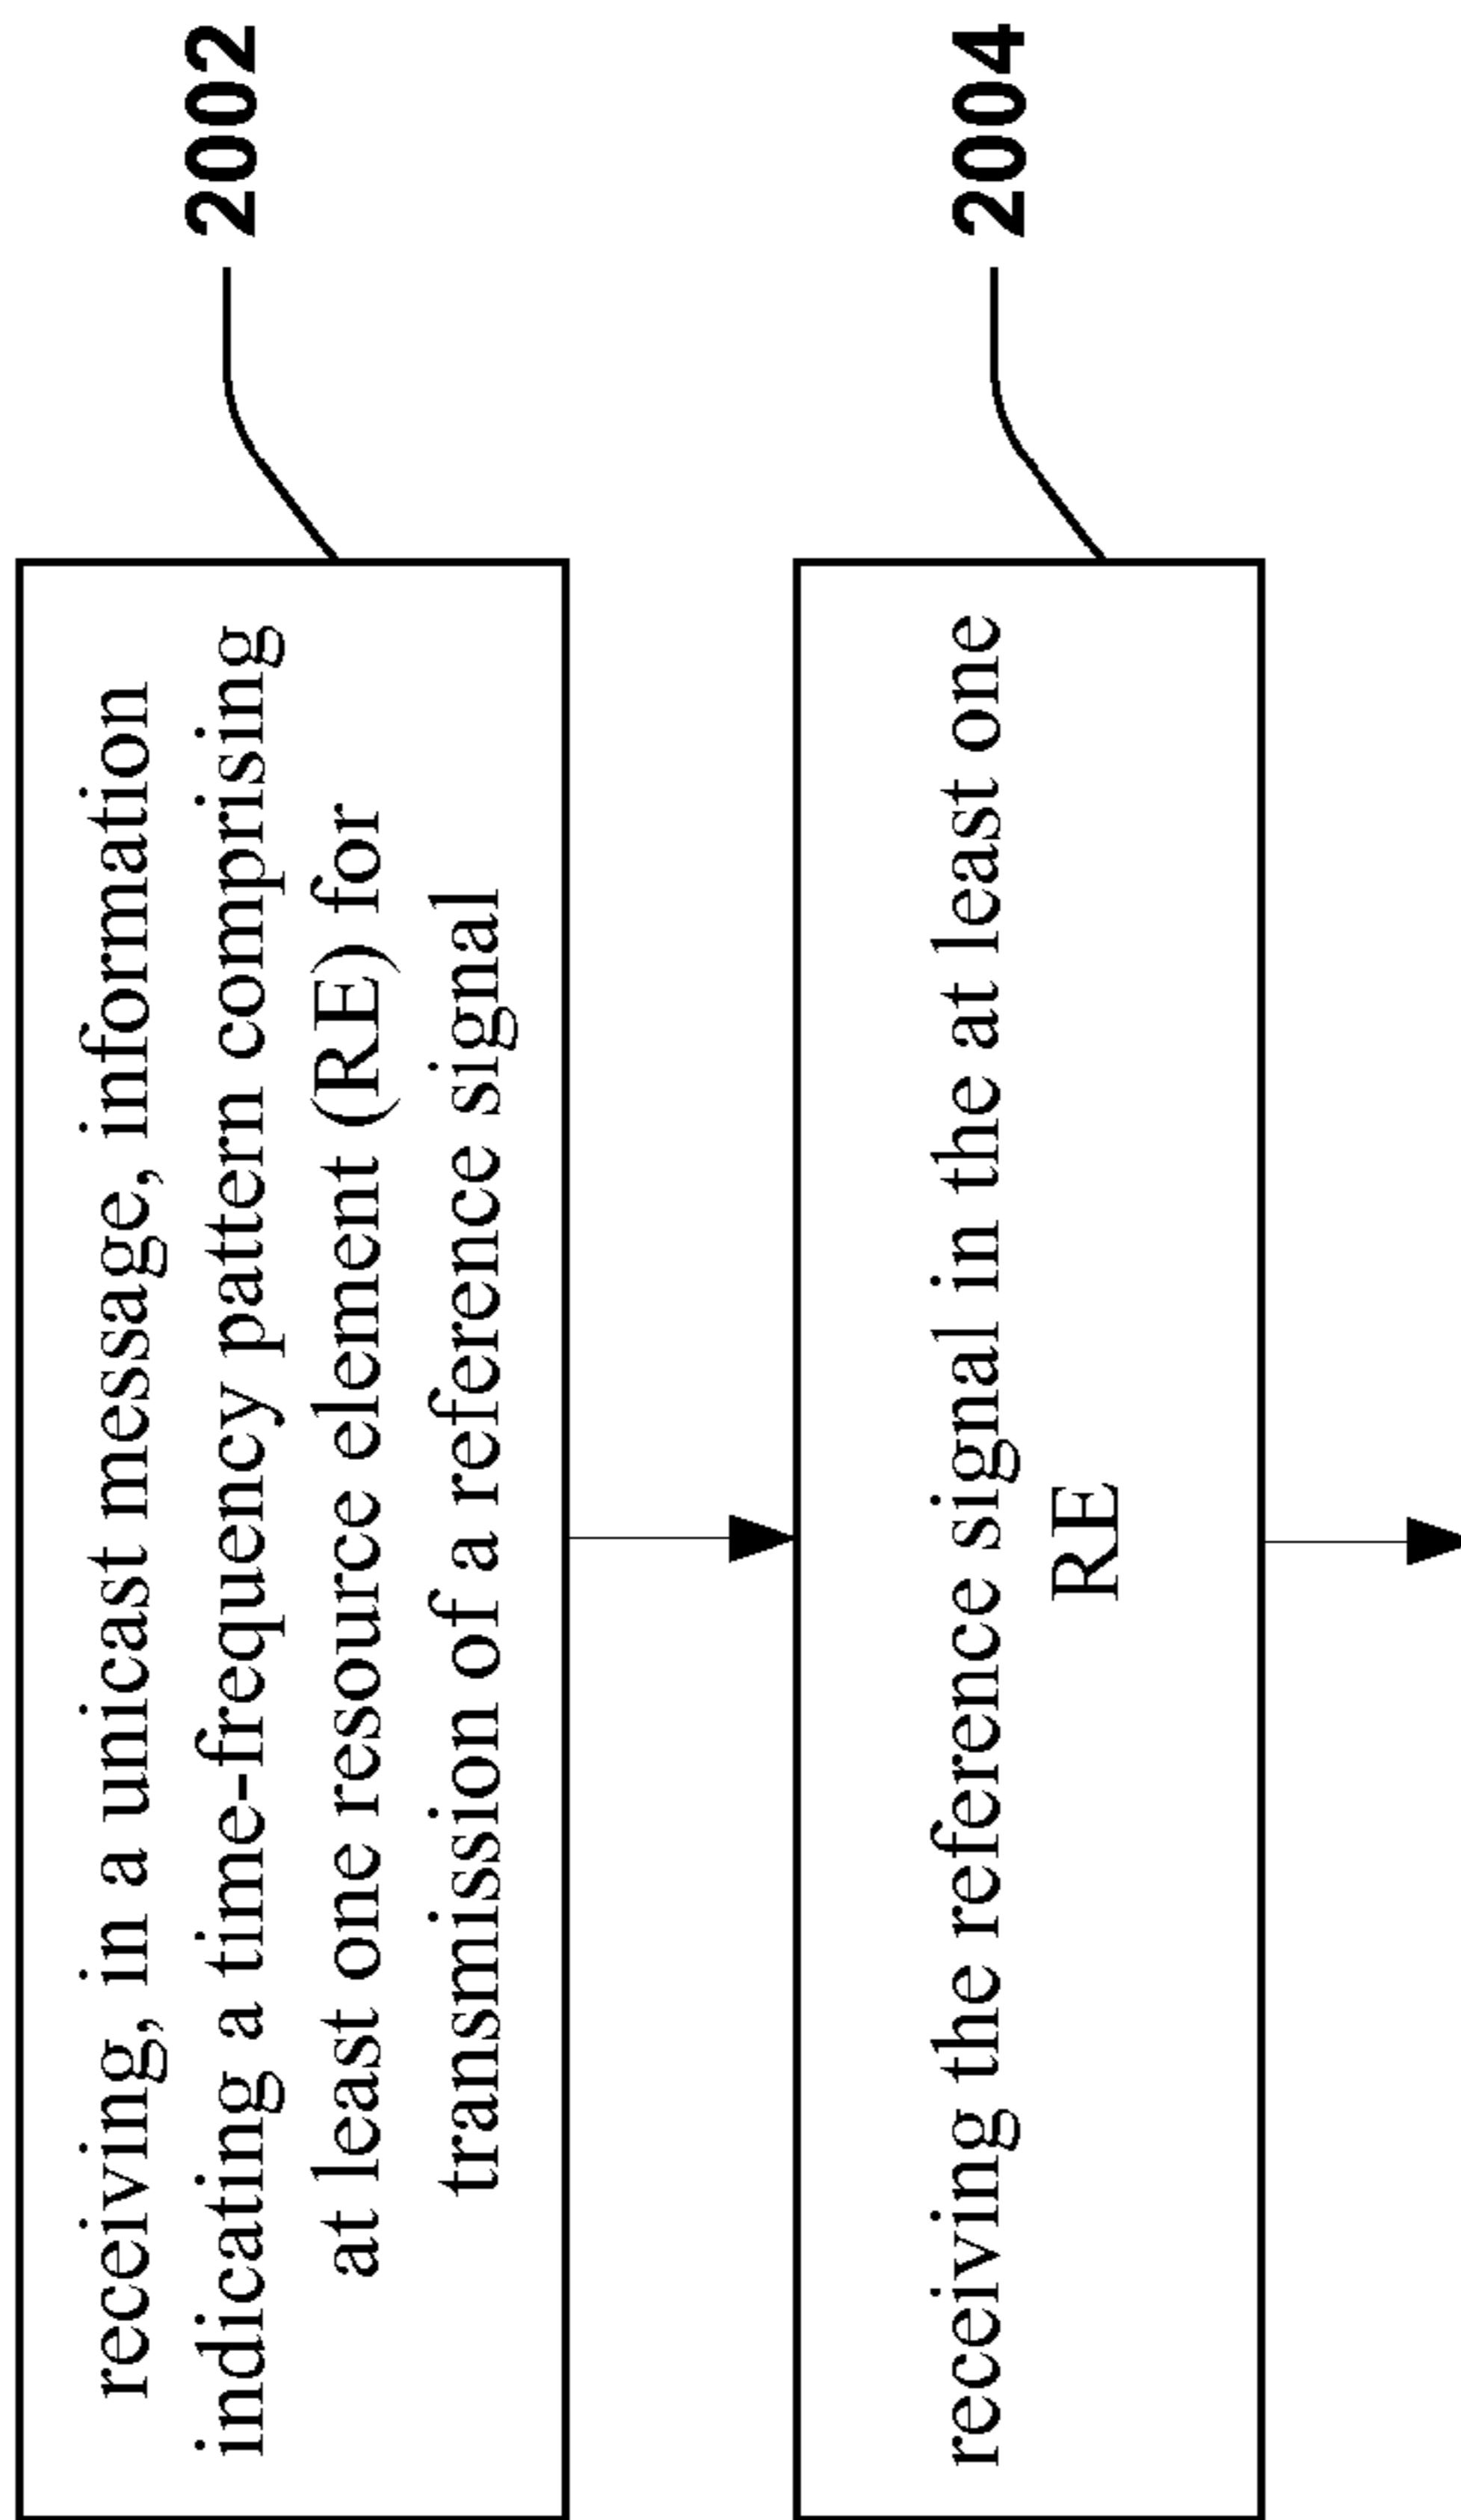 receiving, in a unicast message, information
indicating a time-frequency pattern comprising
at least one resource element (RE) for
transmission of a reference signal
2002
receiving the reference signal in the at least one
RE
2004